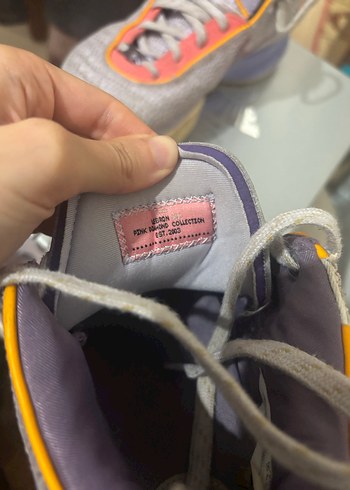 PINK DIAMOND COLLECTION
EST.2003